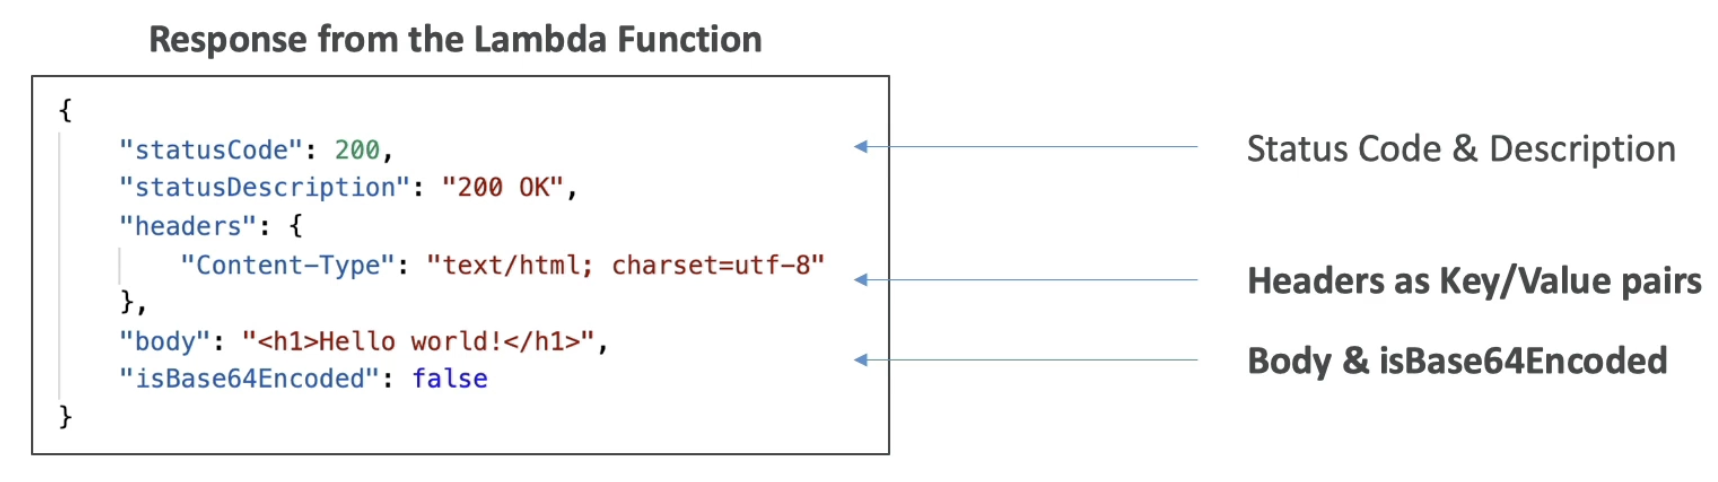 Response from the Lambda Function
{
"statusCode": 200,
"statusDescription": "200 OK",
"headers": {
"Content-Type": "text/html; charset=utf-8"
},
"body": "<h1>Hello world!</h1>",
"isBase64Encoded": false
}
Status Code & Description
Headers as Key/Value pairs
Body & isBase64Encoded